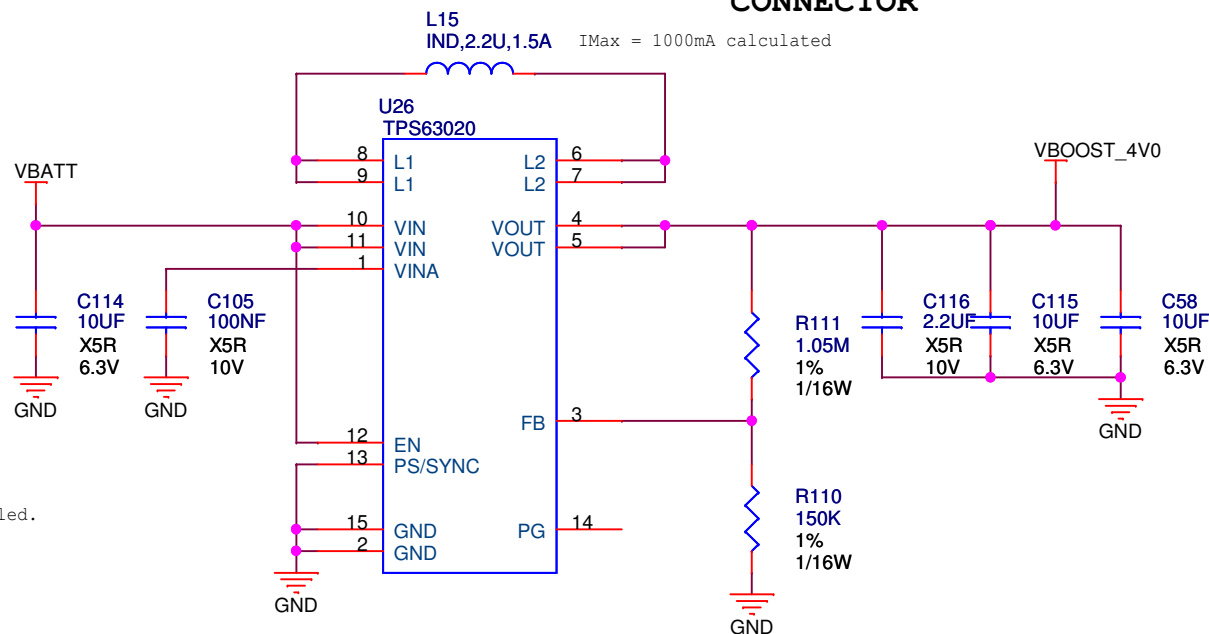 CONNECTOR
L15
IND,2.2U,1.5A
IMax = 1000mA calculated
U26
TPS63020
8 L1
9 L1
10 VIN
11 VIN
1 VINA
12 EN
13 PS/SYNC
15 GND
2 GND
L2 6
L2 7
VOUT 4
VOUT 5
FB 3
PG 14
VBATT
C114
10UF
X5R
6.3V
GND
C105
100NF
X5R
10V
GND
GND
VBOOST_4V0
R111
1.05M
1%
1/16W
R110
150K
1%
1/16W
GND
C116
2.2UF
X5R
10V
C115
10UF
X5R
6.3V
C58
10UF
X5R
6.3V
GND
led.